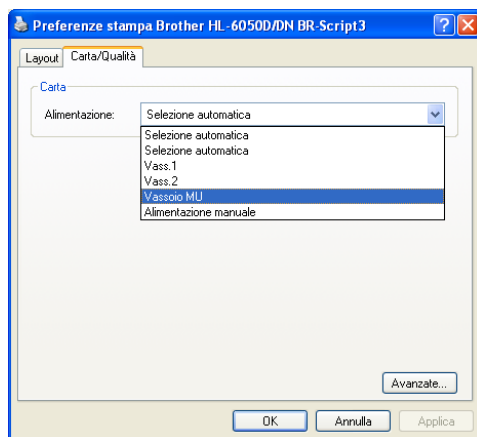 Preferenze stampa Brother HL-6050D/DN BR-Script3
Layout Carta/Qualità
Carta
Alimentazione: Selezione automatica
Selezione automatica
Selezione automatica
Vass.1
Vass.2
Vassoio MU
Alimentazione manuale
Avanzate...
OK Annulla Applica